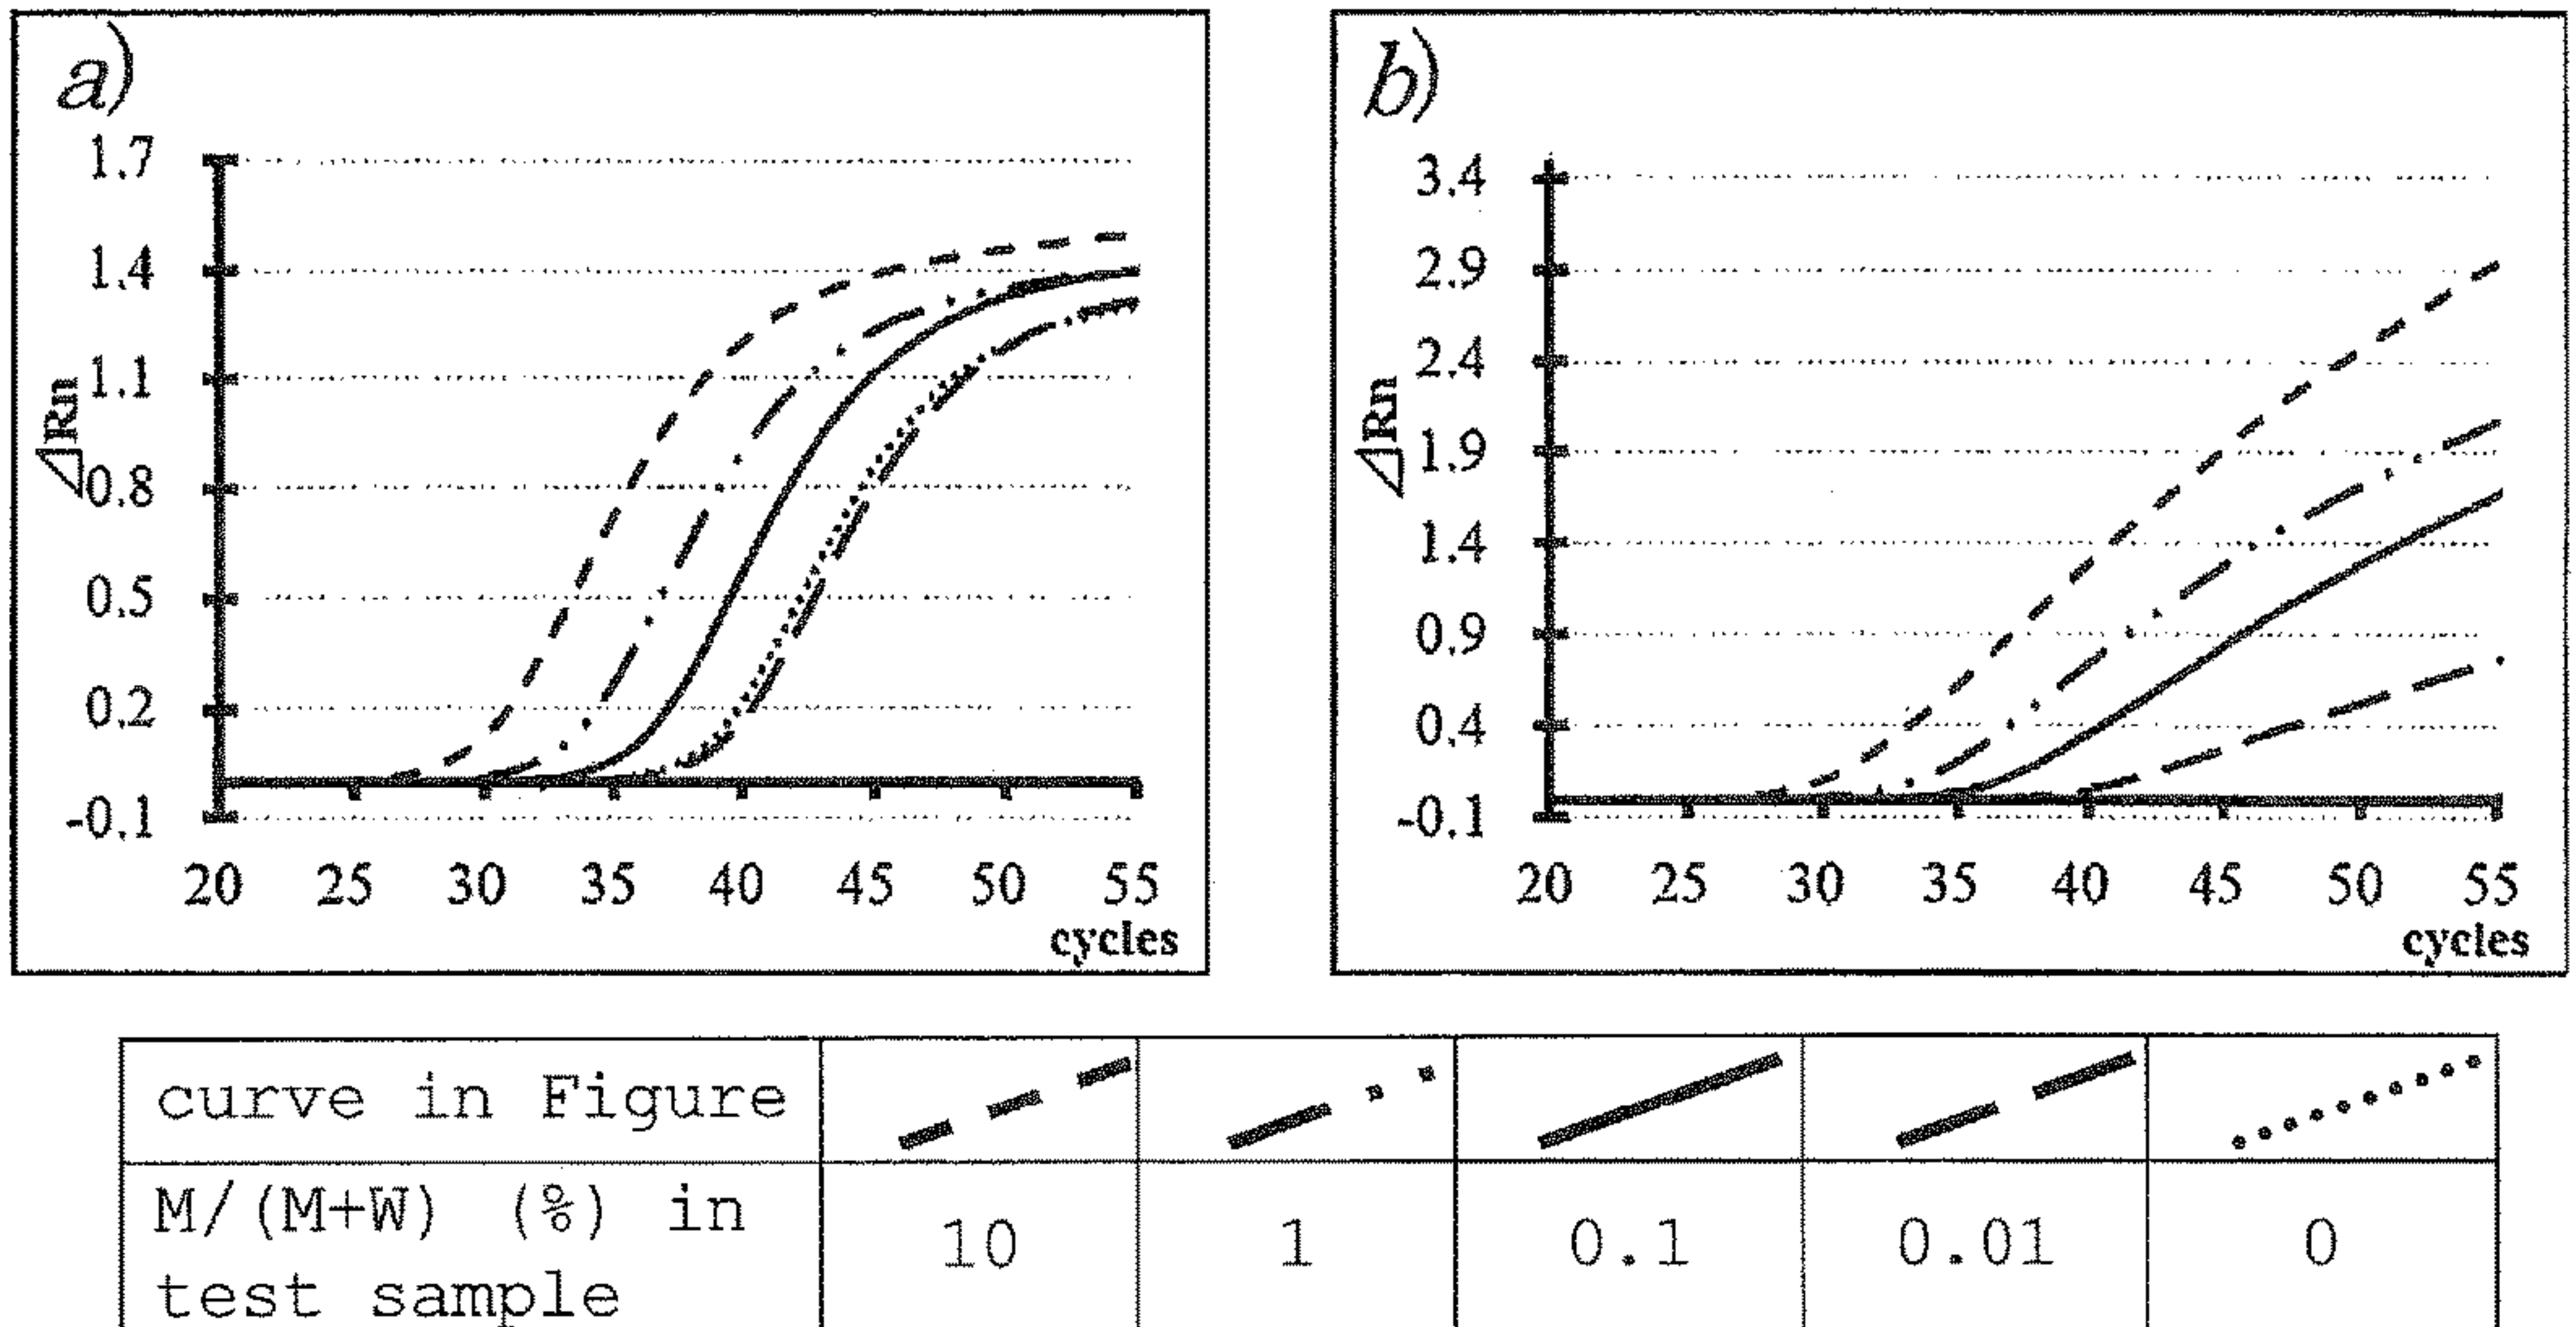 a)
1.7
1.4
1.1
0.8
0.5
0.2
-0.1
ΔRn
20 25 30 35 40 45 50 55
cycles
b)
3.4
2.9
2.4
1.9
1.4
0.9
0.4
-0.1
ΔRn
20 25 30 35 40 45 50 55
cycles
curve in Figure
M/(M+W) (%) in
test sample
10 1 0.1 0.01 0